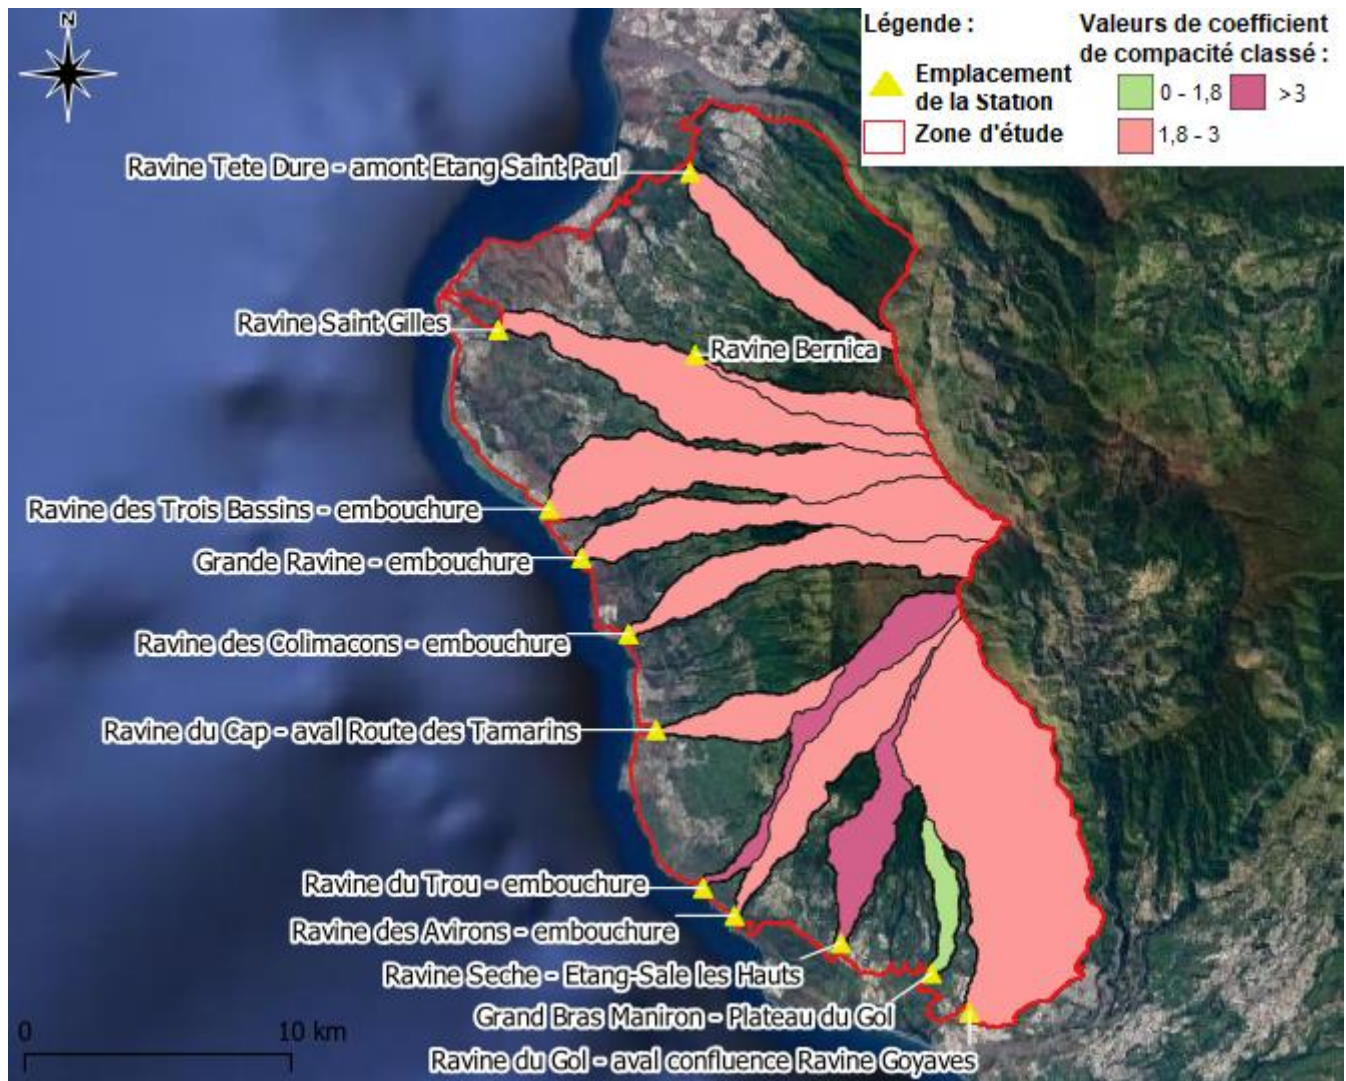 N
Légende :
Emplacement
de la Station
Zone d'étude
Valeurs de coefficient
de compacité classé :
0 - 1,8
>3
1,8 - 3
Ravine Tete Dure - amont Etang Saint Paul
Ravine Saint Gilles
Ravine Bernica
Ravine des Trois Bassins - embouchure
Grande Ravine - embouchure
Ravine des Colimacons - embouchure
Ravine du Cap - aval Route des Tamarins
Ravine du Trou - embouchure
Ravine des Avirons - embouchure
Ravine Seche - Etang-Sale les Hauts
Grand Bras Maniron - Plateau du Gol
Ravine du Gol - aval confluence Ravine Goyaves
0 10 km